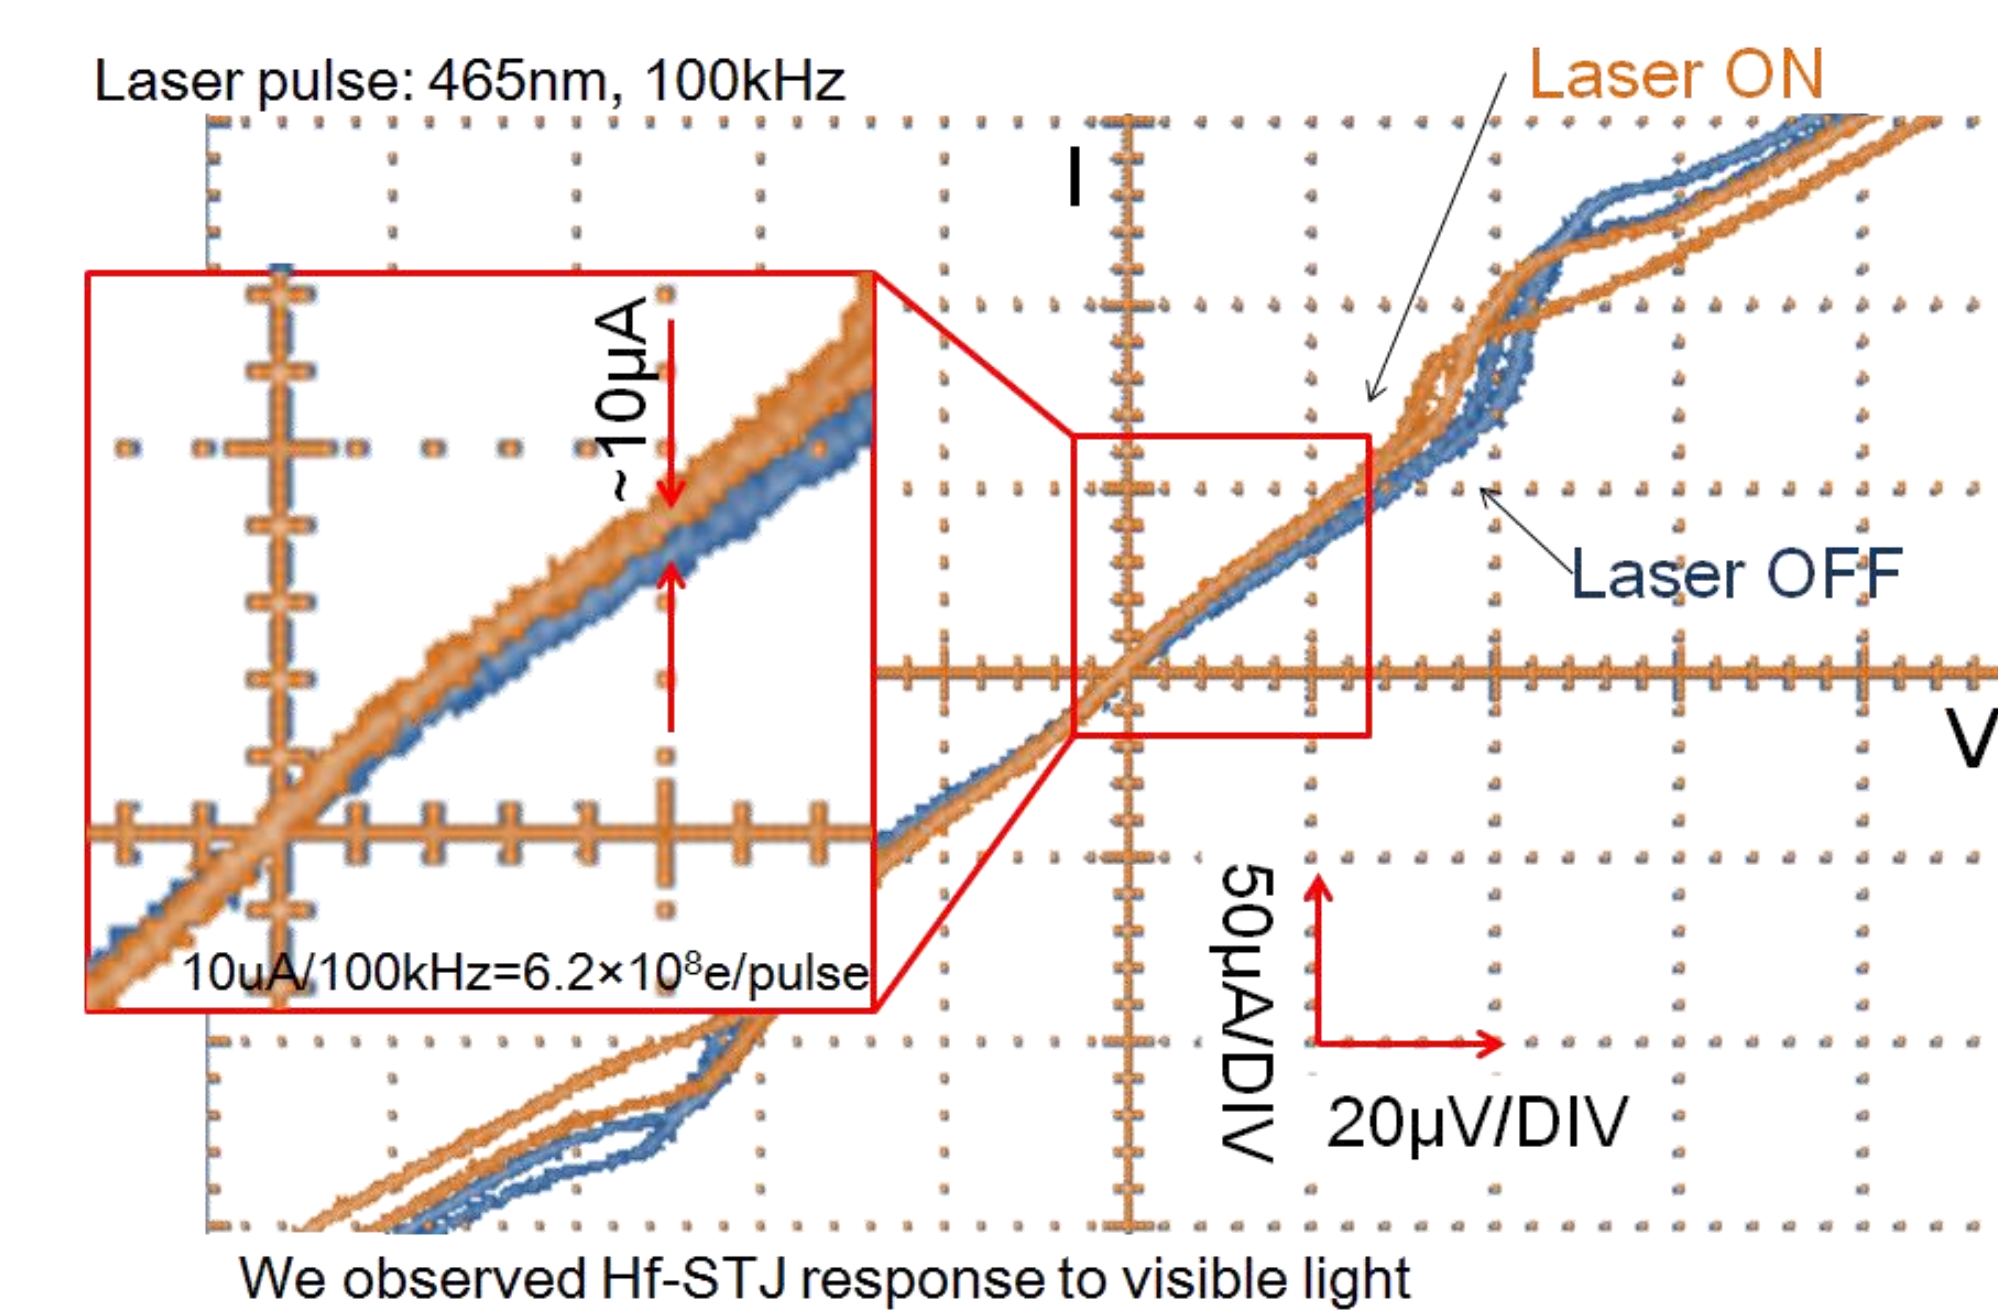 Laser pulse: 465nm, 100kHz
Laser ON
I
~10μA
Laser OFF
V
10uA/100kHz=6.2×10⁸e/pulse
50μA/DIV
20μV/DIV
We observed Hf-STJ response to visible light